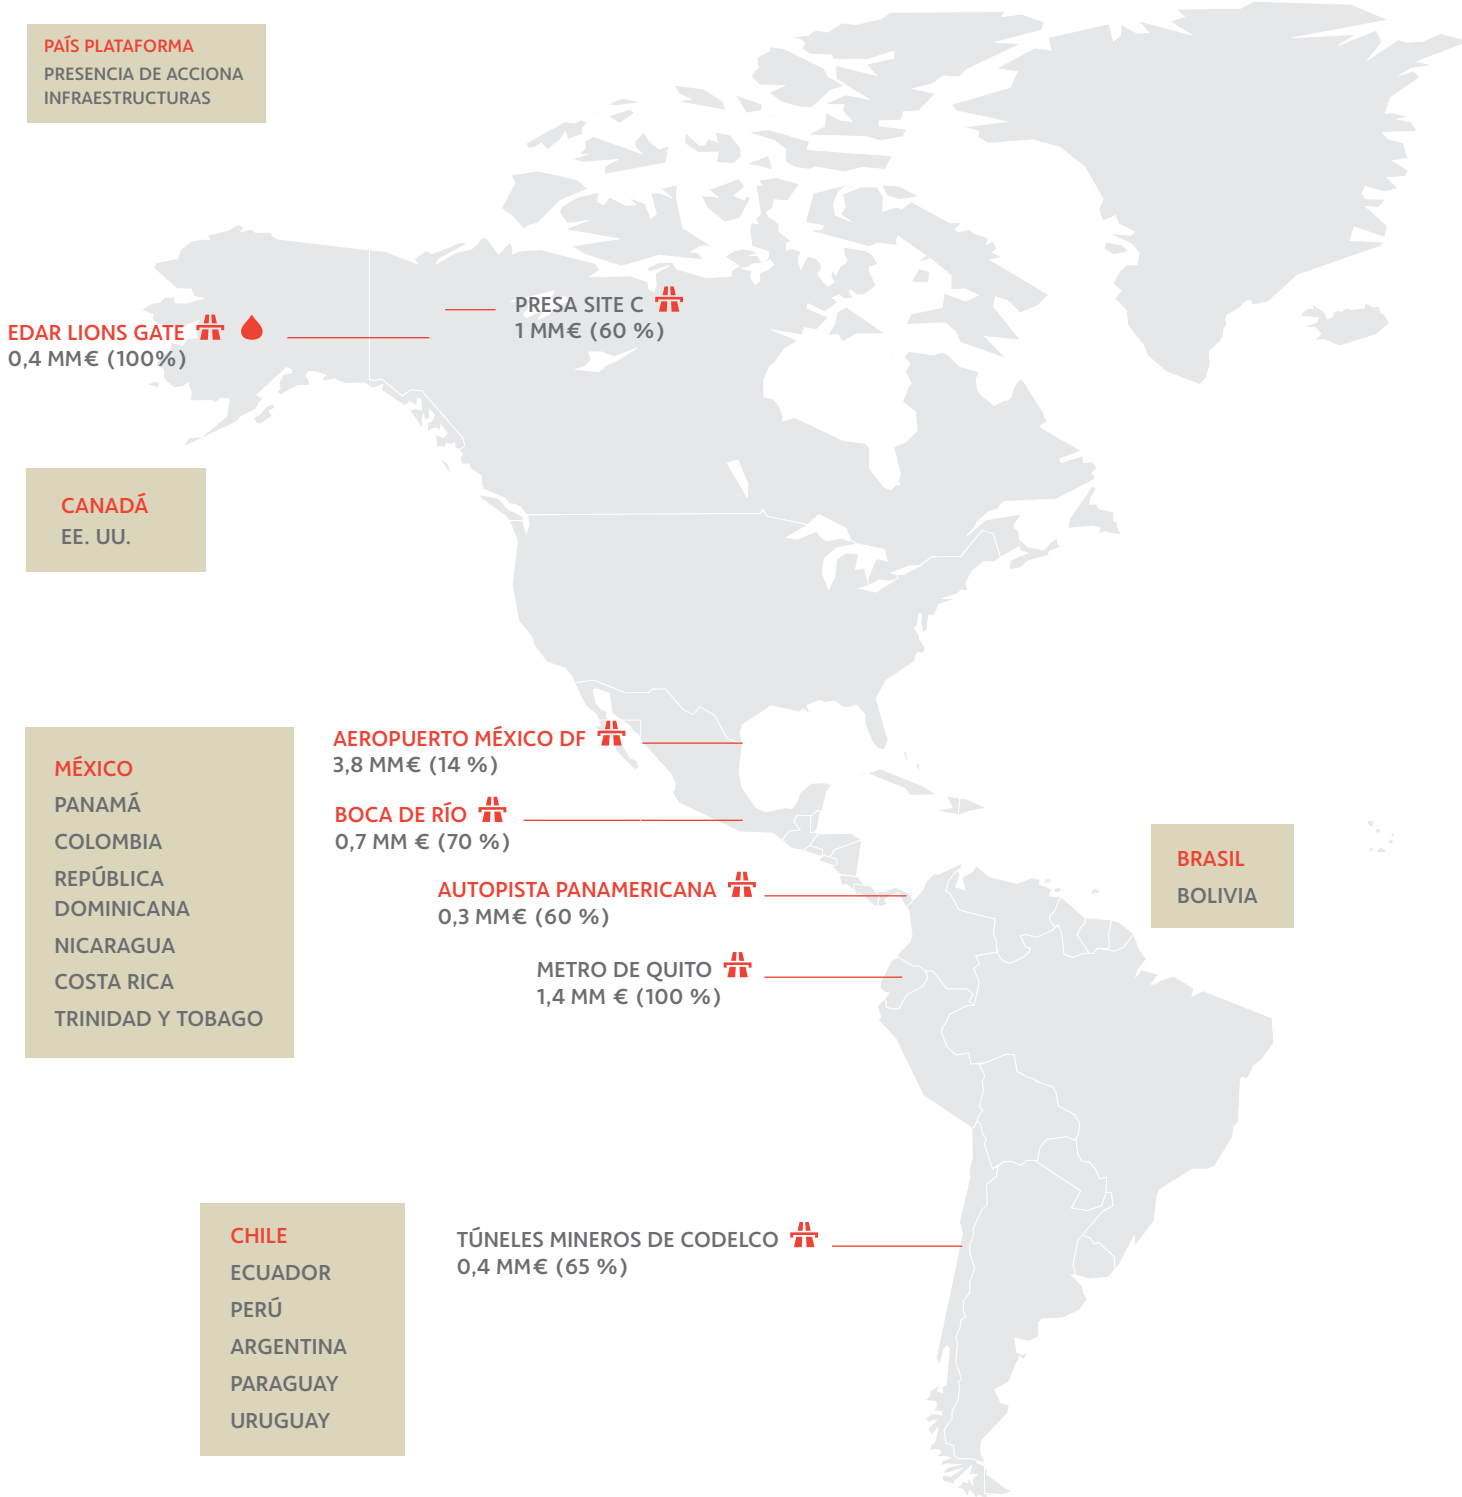 PAÍS PLATAFORMA
PRESENCIA DE ACCIONA
INFRAESTRUCTURAS
PRESA SITE C
1 MM€ (60 %)
EDAR LIONS GATE
0,4 MM€ (100%)
CANADÁ
EE. UU.
AEROPUERTO MÉXICO DF
3,8 MM€ (14 %)
BOCA DE RÍO
0,7 MM € (70 %)
AUTOPISTA PANAMERICANA
0,3 MM€ (60 %)
METRO DE QUITO
1,4 MM € (100 %)
MÉXICO
PANAMÁ
COLOMBIA
REPÚBLICA
DOMINICANA
NICARAGUA
COSTA RICA
TRINIDAD Y TOBAGO
BRASIL
BOLIVIA
CHILE
ECUADOR
PERÚ
ARGENTINA
PARAGUAY
URUGUAY
TÚNELES MINEROS DE CODELCO
0,4 MM€ (65 %)